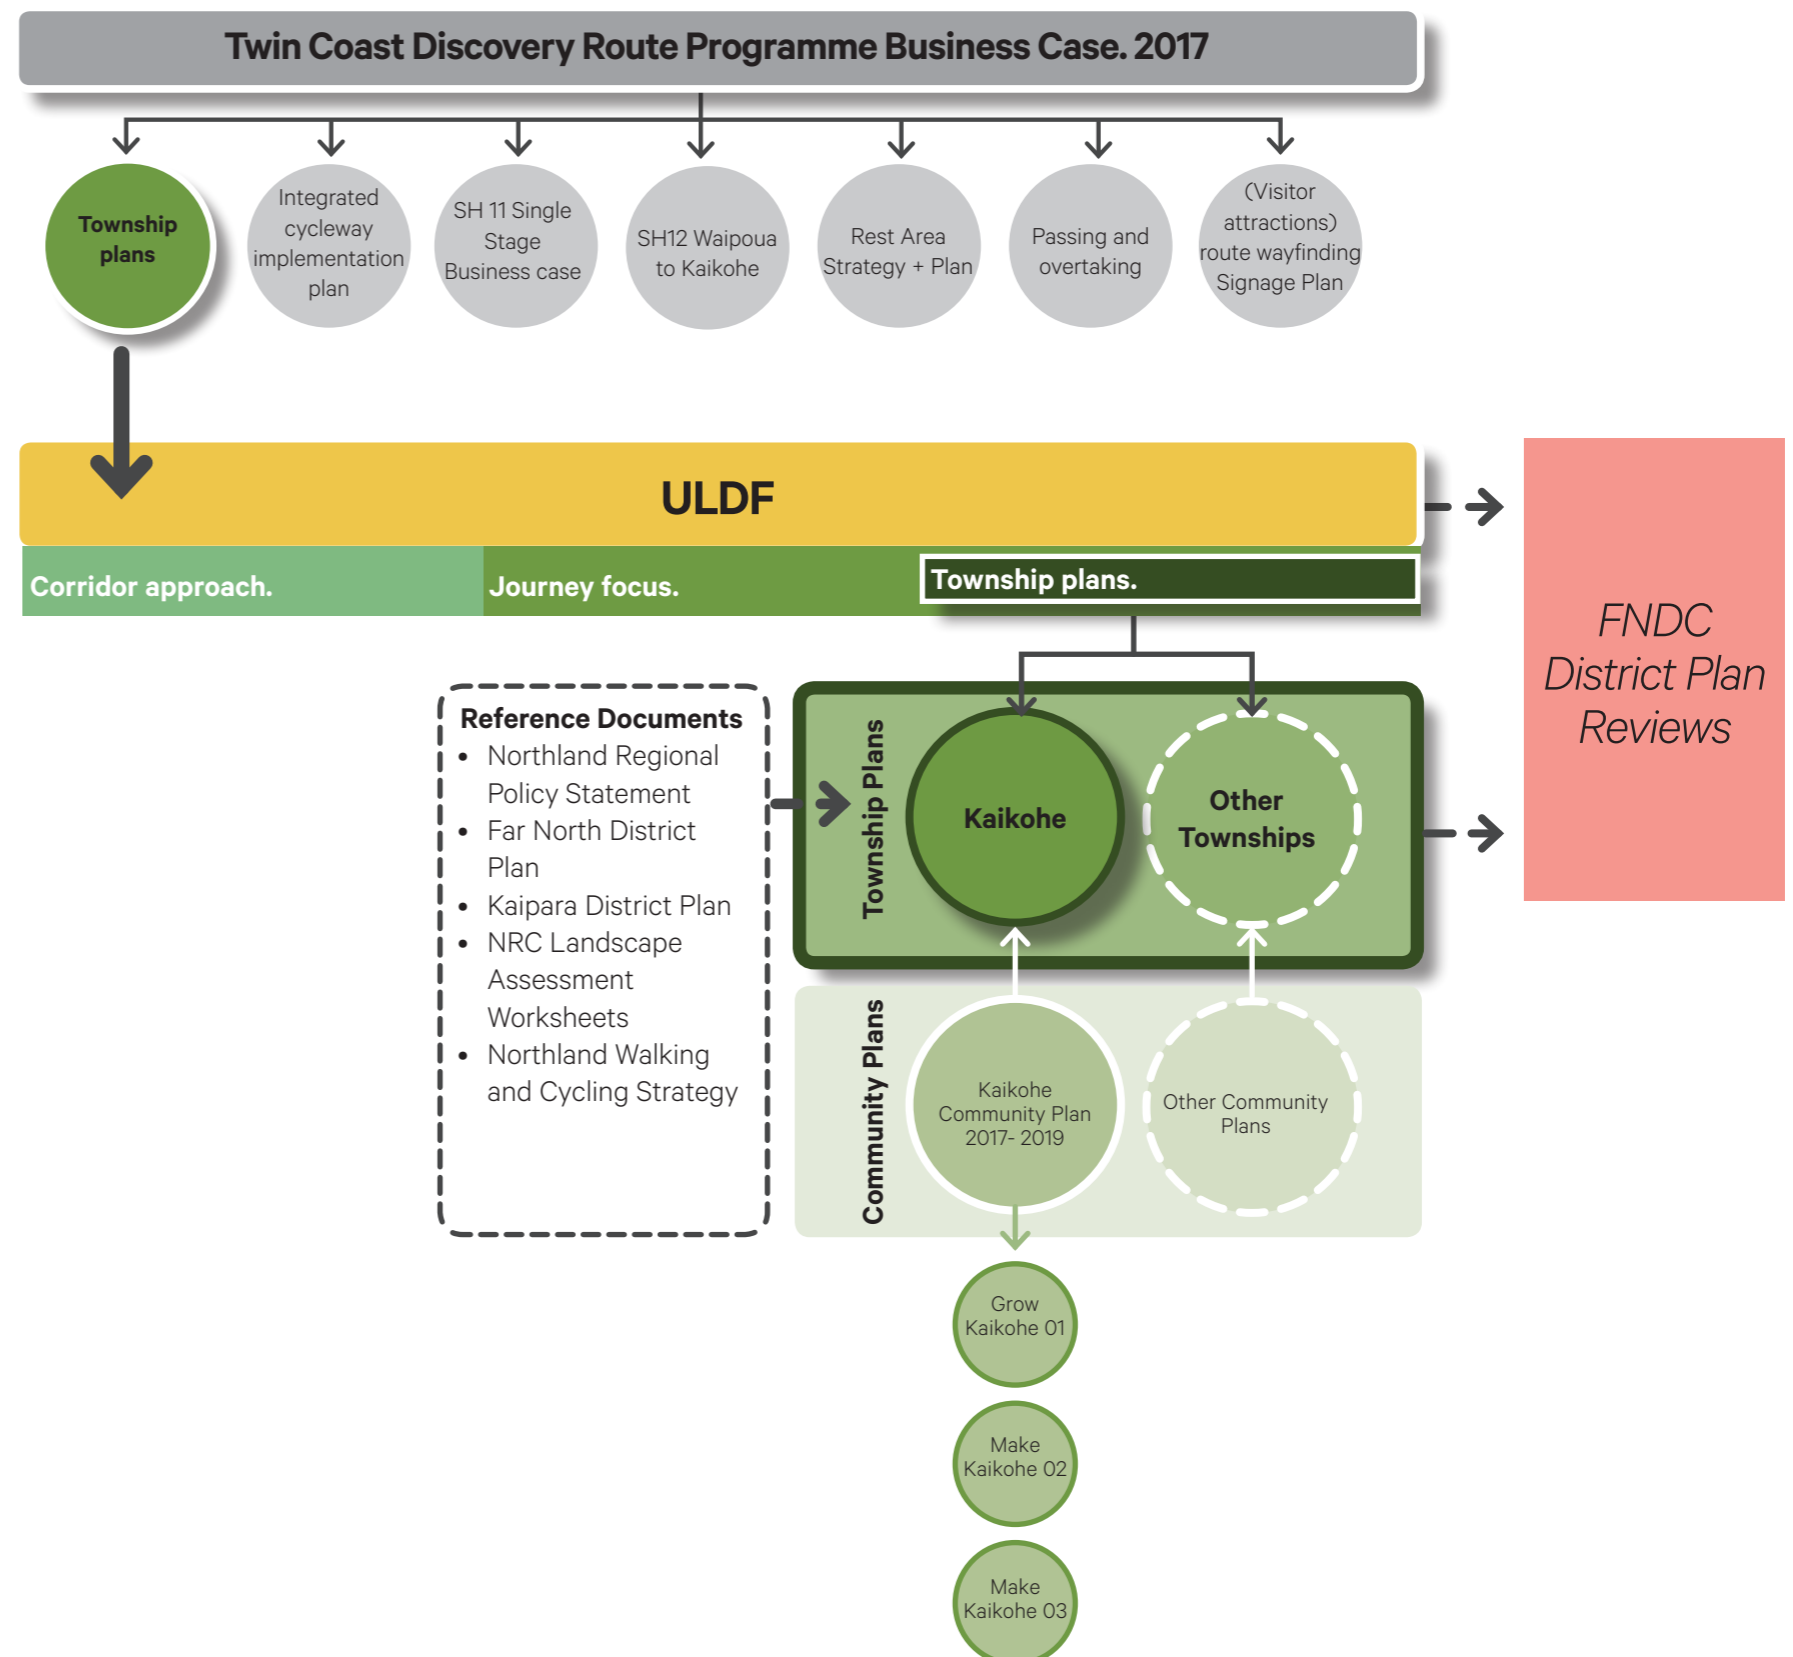 Twin Coast Discovery Route Programme Business Case. 2017
Township
plans
Integrated
cycleway
implementation
plan
SH 11 Single
Stage
Business case
SH12 Waipoua
to Kaikohe
Rest Area
Strategy + Plan
Passing and
overtaking
(Visitor
attractions)
route wayfinding
Signage Plan
ULDF
Corridor approach.
Journey focus.
Township plans.
FNDC
District Plan
Reviews
Reference Documents
• Northland Regional
Policy Statement
• Far North District
Plan
• Kaipara District Plan
• NRC Landscape
Assessment
Worksheets
• Northland Walking
and Cycling Strategy
Township Plans
Kaikohe
Other
Townships
Community Plans
Kaikohe
Community Plan
2017- 2019
Other Community
Plans
Grow
Kaikohe 01
Make
Kaikohe 02
Make
Kaikohe 03